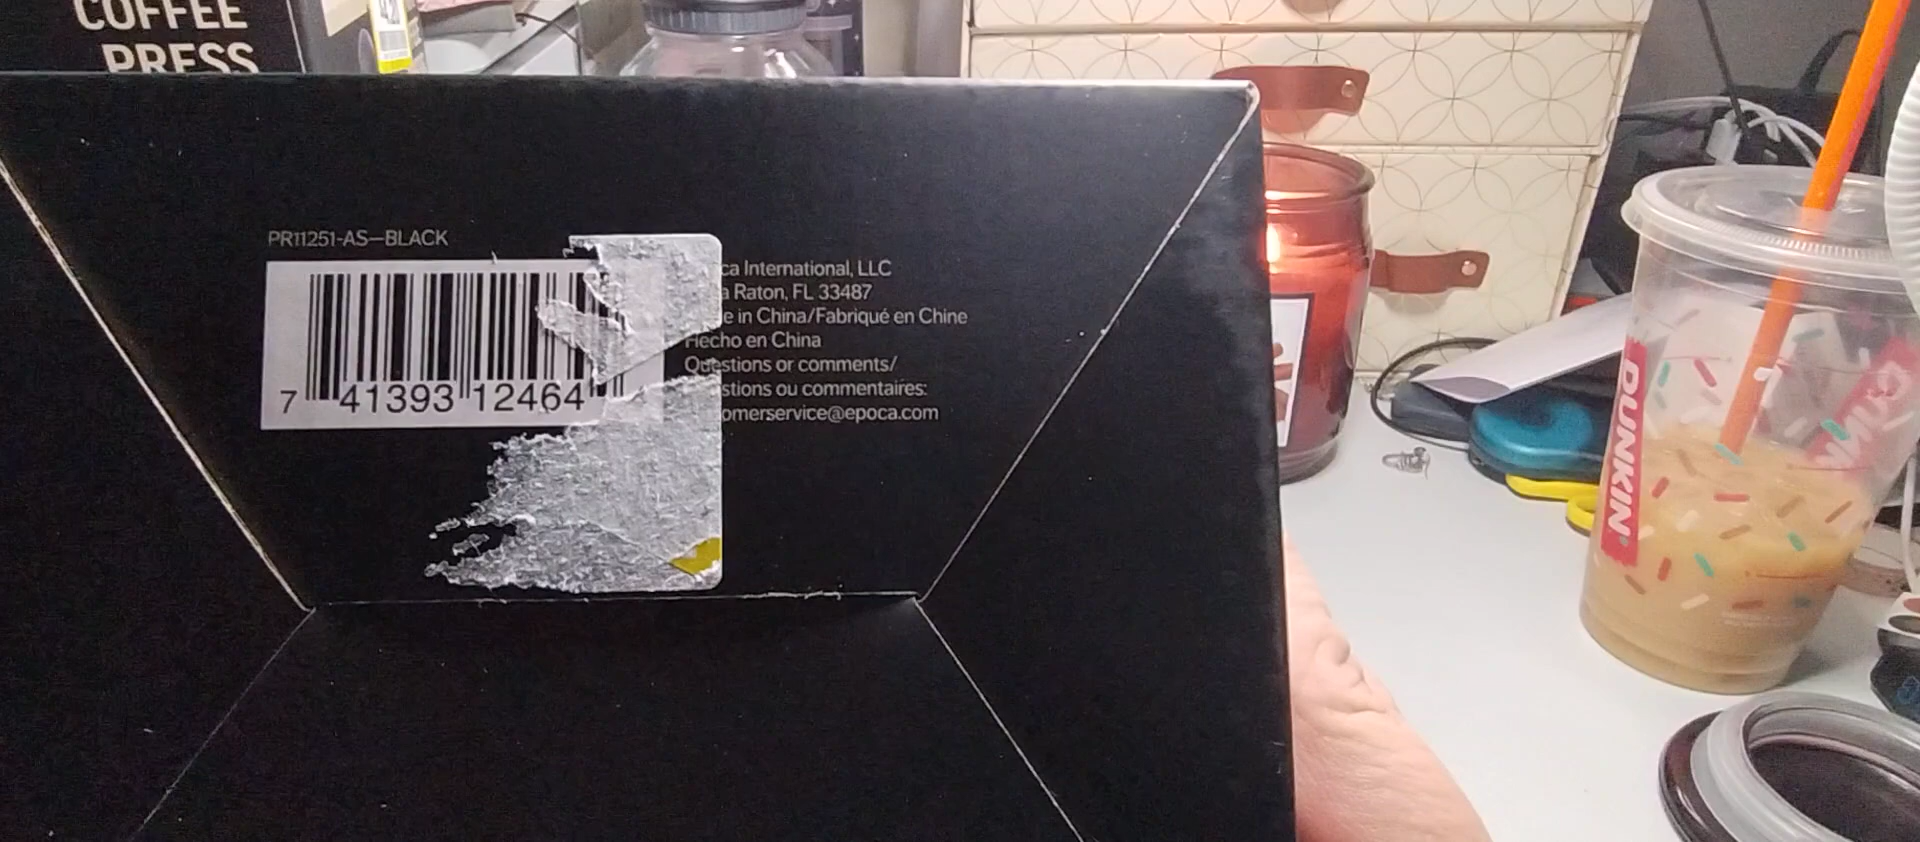 COFFEE
PRESS
PR11251-AS—BLACK
7 41393 12464
ca International, LLC
a Raton, FL 33487
e in China/Fabriqué en Chine
Hecho en China
Questions or comments/
stions ou commentaires:
omerservice@epoca.com
DUNKIN'